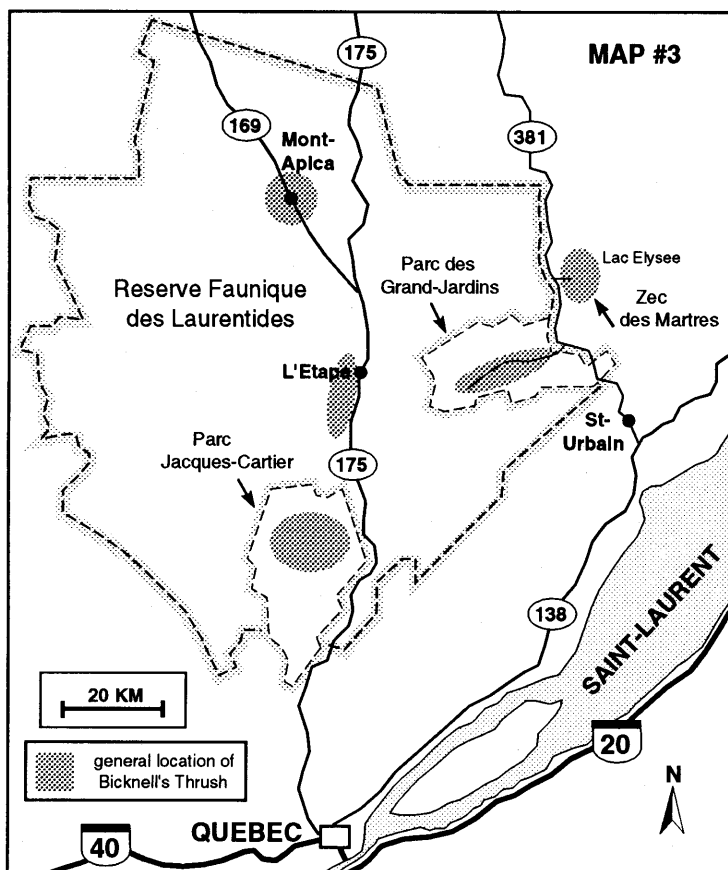 MAP #3
175
169
Mont-
Apica
381
Lac Elysee
Parc des
Grand-Jardins
Zec
des Martres
Reserve Faunique
des Laurentides
L'Etape
St-
Urbain
Parc
Jacques-Cartier
175
138
SAINT-LAURENT
20 KM
20
general location of
Bicknell's Thrush
N
QUEBEC
40